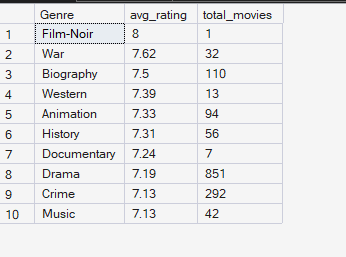 Genre avg_rating total_movies
1 Film-Noir 8 1
2 War 7.62 32
3 Biography 7.5 110
4 Western 7.39 13
5 Animation 7.33 94
6 History 7.31 56
7 Documentary 7.24 7
8 Drama 7.19 851
9 Crime 7.13 292
10 Music 7.13 42